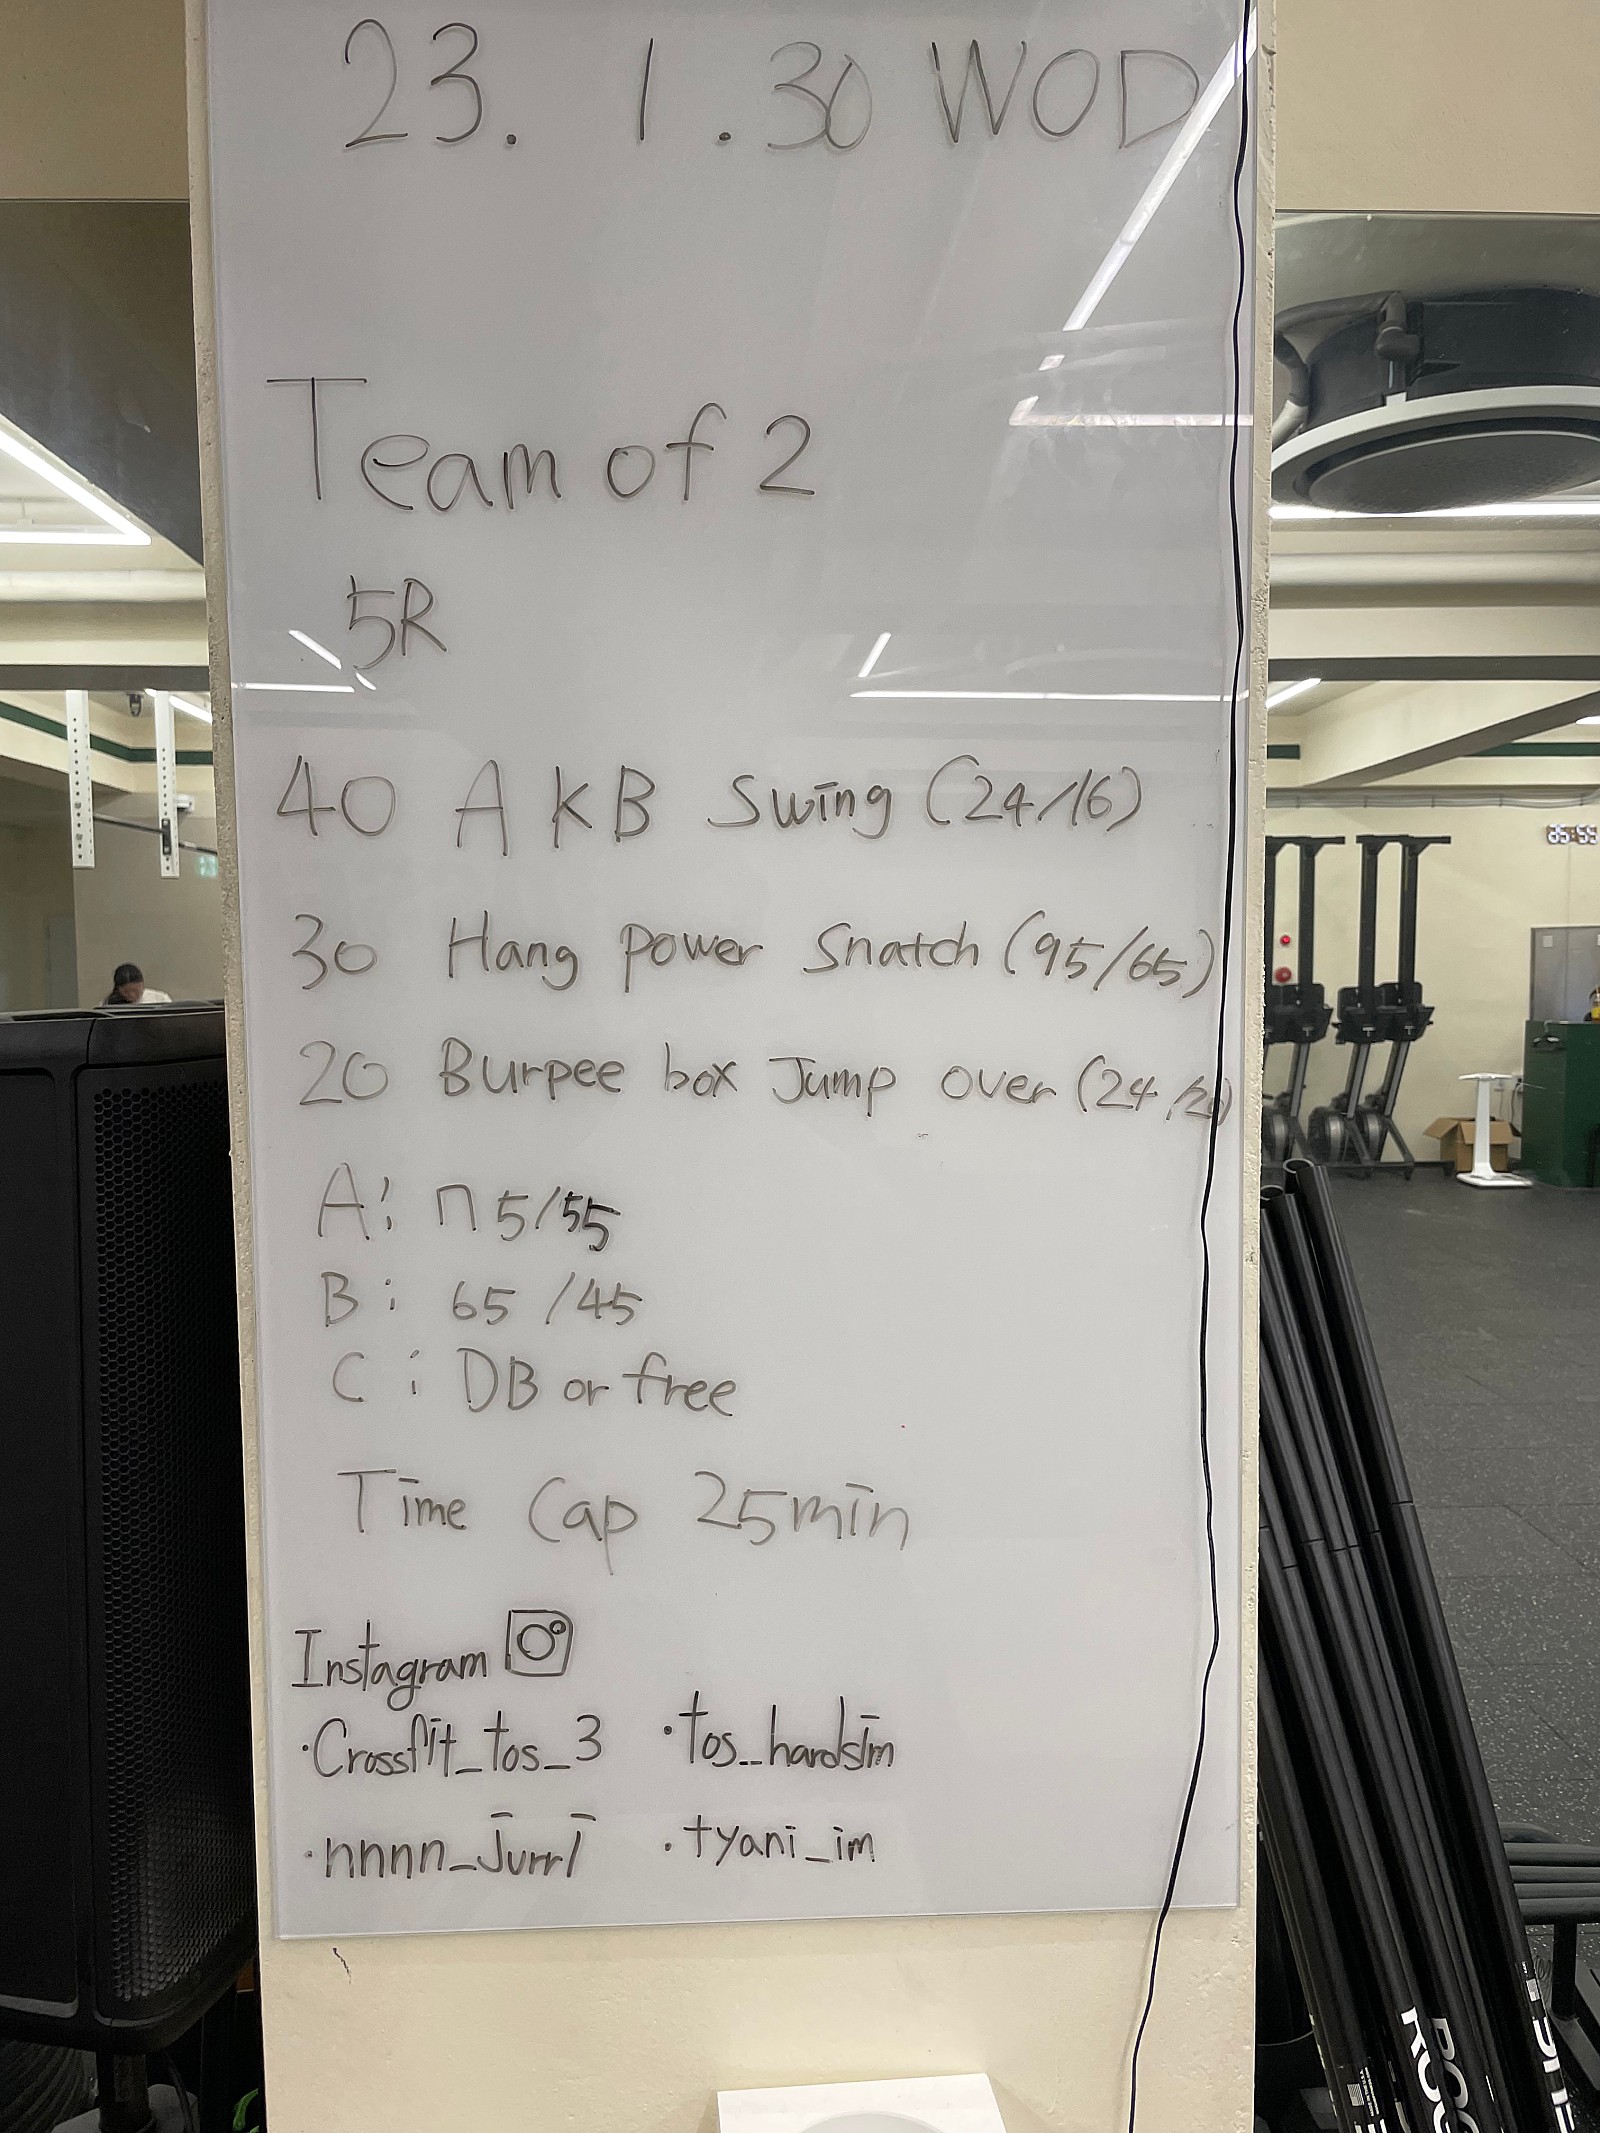 23. 1. 30 WOD
Team of 2
5R
40 A KB Swing (24/16)
30 Hang power Snatch (95/65)
20 Burpee box Jump over (24/20)
A: 75/55
B: 65/45
C: DB or free
Time Cap 25min
Instagram
·Crossfit_tos_3 ·tos_hardsim
·nnnn_jurri ·tyani_im